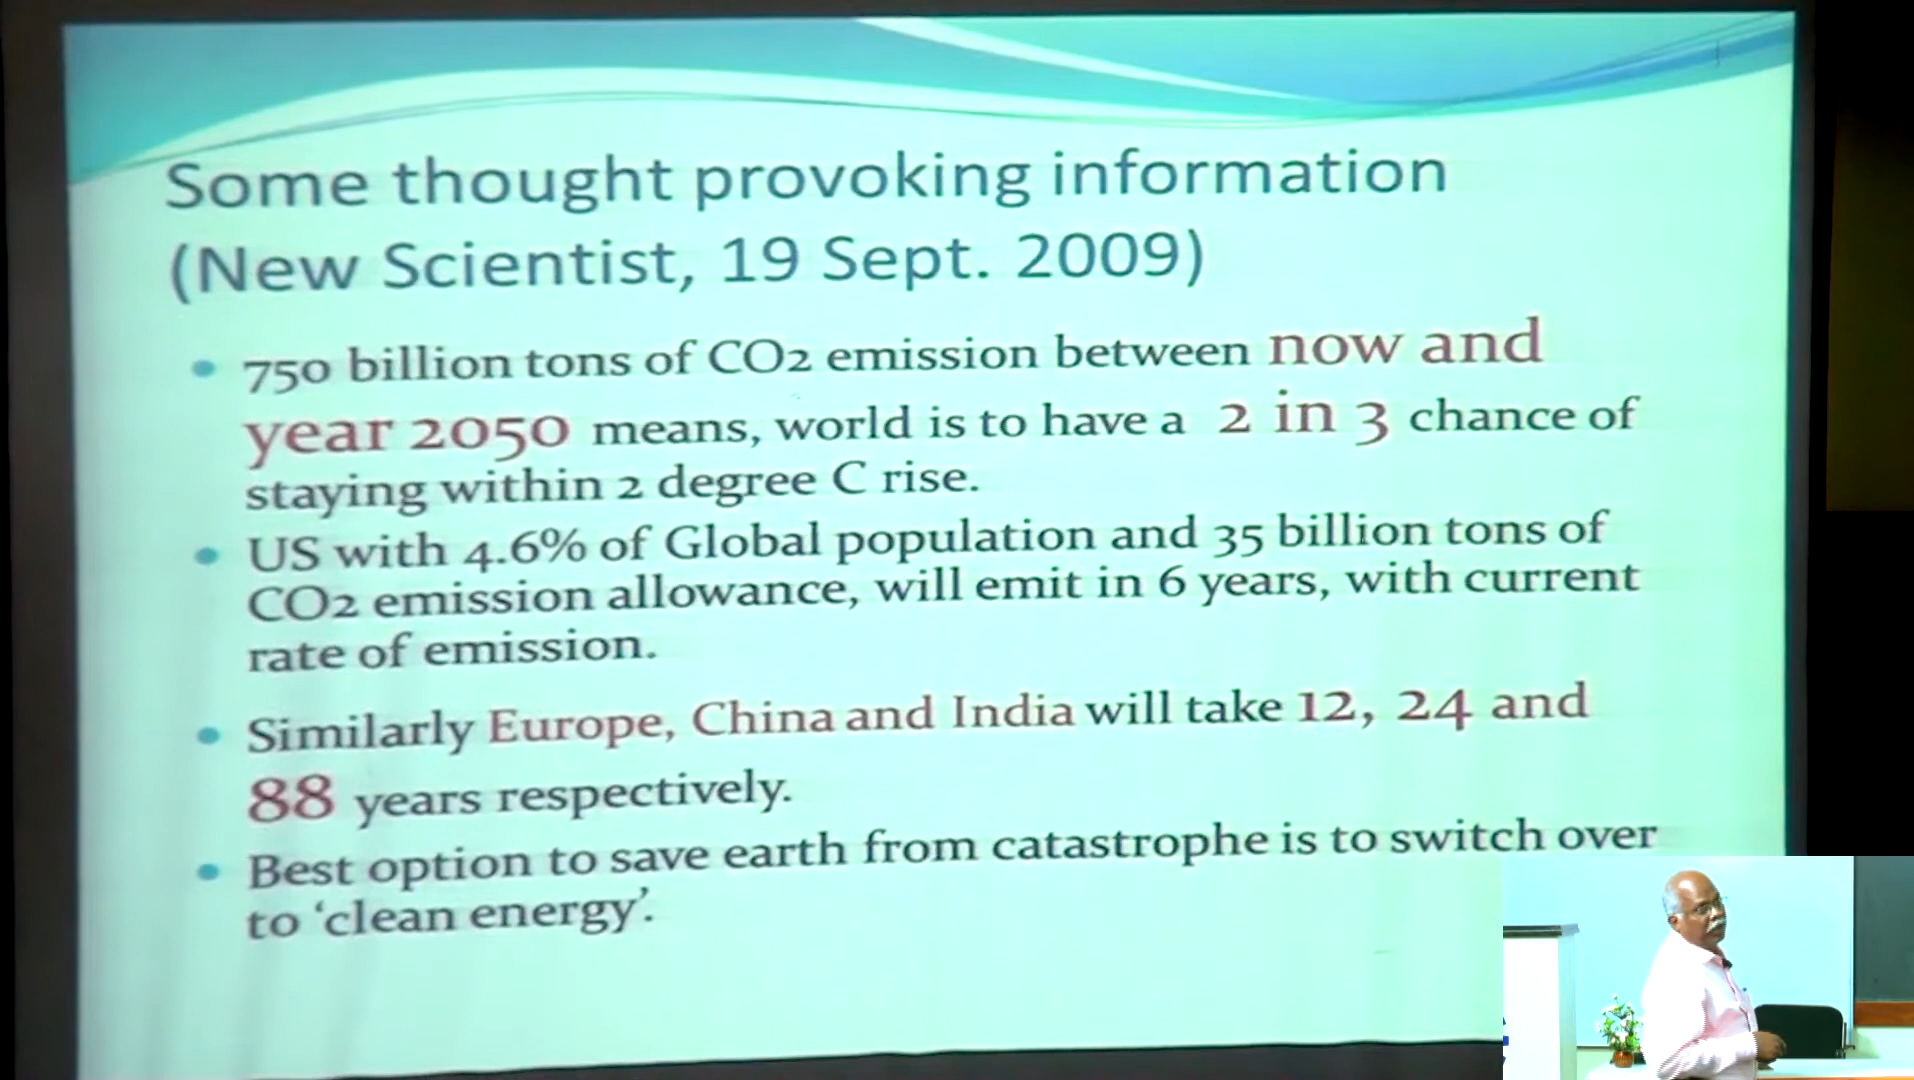 Some thought provoking information
(New Scientist, 19 Sept. 2009)
750 billion tons of CO2 emission between now and
year 2050 means, world is to have a 2 in 3 chance of
staying within 2 degree C rise.
US with 4.6% of Global population and 35 billion tons of
CO2 emission allowance, will emit in 6 years, with current
rate of emission.
Similarly Europe, China and India will take 12, 24 and
88 years respectively.
Best option to save earth from catastrophe is to switch over
to ‘clean energy’.